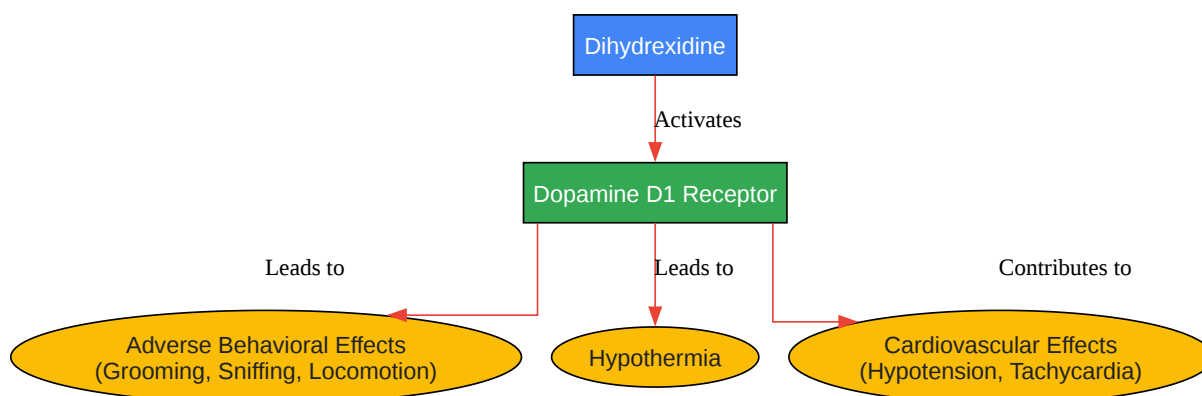 Dihydrexidine
Activates
Dopamine D1 Receptor
Leads to
Leads to
Contributes to
Adverse Behavioral Effects
(Grooming, Sniffing, Locomotion)
Hypothermia
Cardiovascular Effects
(Hypotension, Tachycardia)